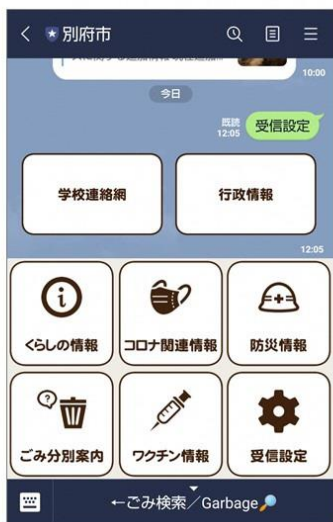 別府市
10:00
今日
既読
12:05
受信設定
学校連絡網
行政情報
12:05
くらしの情報
コロナ関連情報
防災情報
ごみ分別案内
ワクチン情報
受信設定
←ごみ検索／Garbage🔎